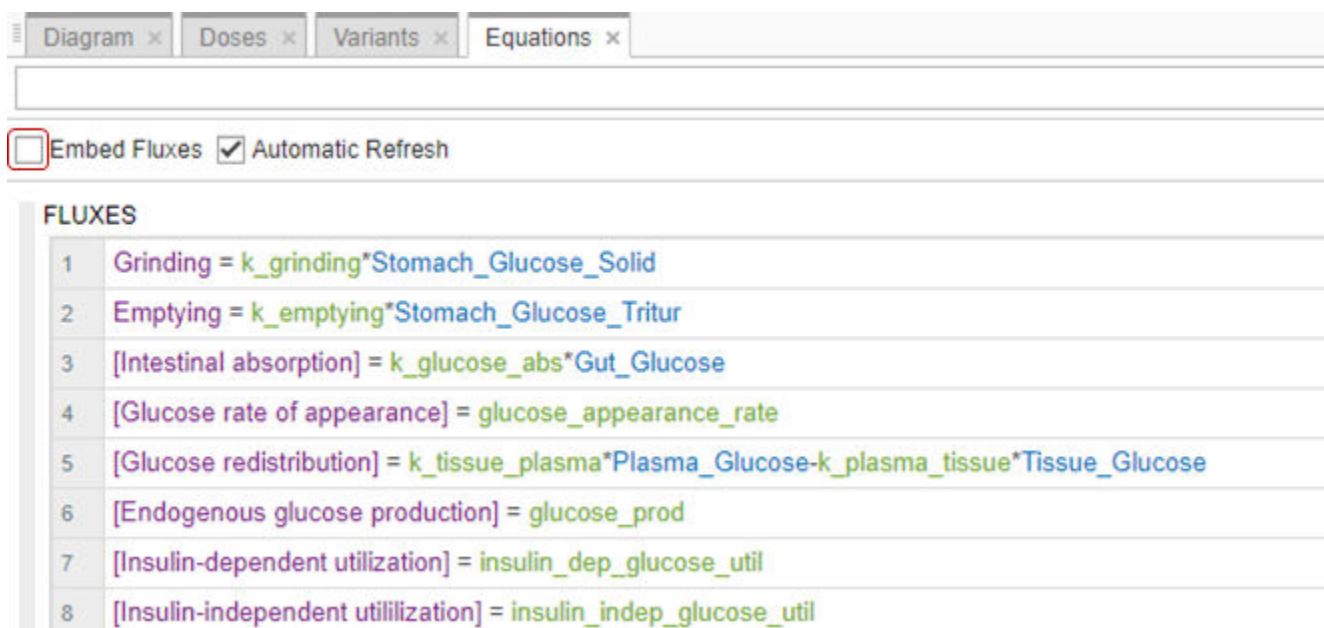 Diagram × Doses × Variants × Equations ×
Embed Fluxes Automatic Refresh
FLUXES
1 Grinding = k_grinding*Stomach_Glucose_Solid
2 Emptying = k_emptying*Stomach_Glucose_Tritur
3 [Intestinal absorption] = k_glucose_abs*Gut_Glucose
4 [Glucose rate of appearance] = glucose_appearance_rate
5 [Glucose redistribution] = k_tissue_plasma*Plasma_Glucose-k_plasma_tissue*Tissue_Glucose
6 [Endogenous glucose production] = glucose_prod
7 [Insulin-dependent utilization] = insulin_dep_glucose_util
8 [Insulin-independent utililization] = insulin_indep_glucose_util